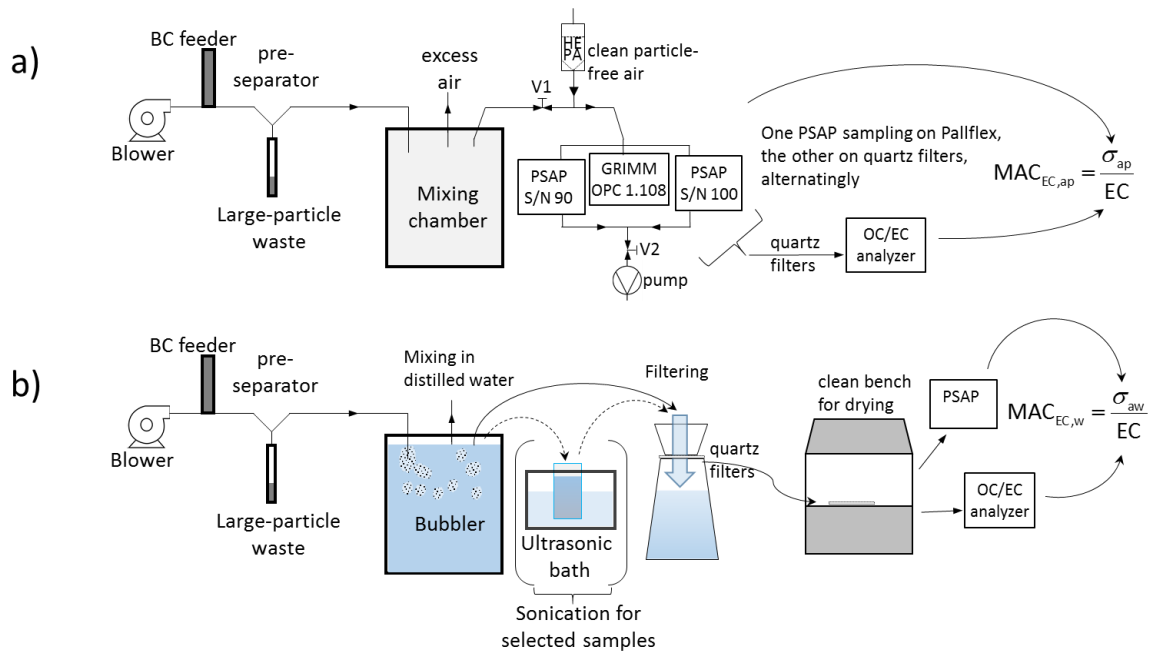 a)
BC feeder
pre-
separator
Blower
Large-particle
waste
excess
air
Mixing
chamber
HE
PA
clean particle-
free air
V1
PSAP
S/N 90
GRIMM
OPC 1.108
PSAP
S/N 100
V2
pump
One PSAP sampling on Pallflex,
the other on quartz filters,
alternatingly
quartz
filters
OC/EC
analyzer
MAC_EC,ap = σ_ap / EC
b)
BC feeder
pre-
separator
Blower
Large-particle
waste
Mixing in
distilled water
Bubbler
Ultrasonic
bath
Sonication for
selected samples
Filtering
quartz
filters
clean bench
for drying
PSAP
OC/EC
analyzer
MAC_EC,w = σ_aw / EC